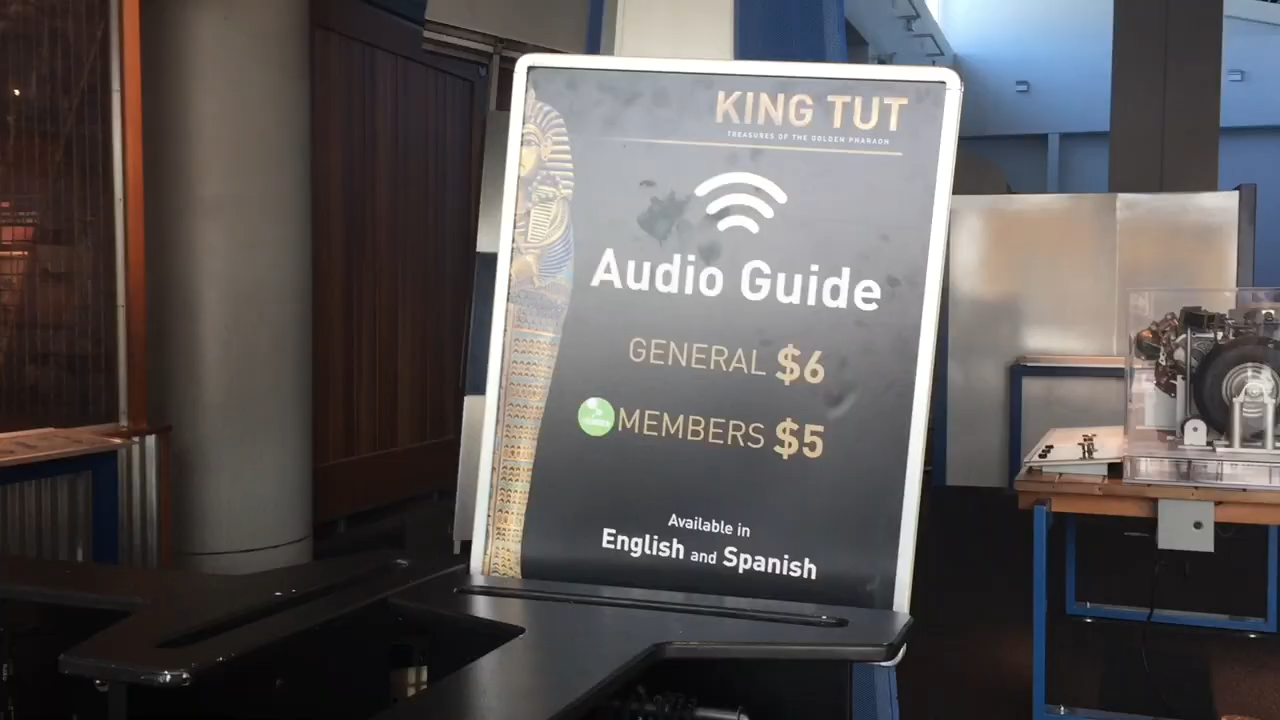 KING TUT
TREASURES OF THE GOLDEN PHARAOH
Audio Guide
GENERAL $6
MEMBERS $5
Available in
English and Spanish